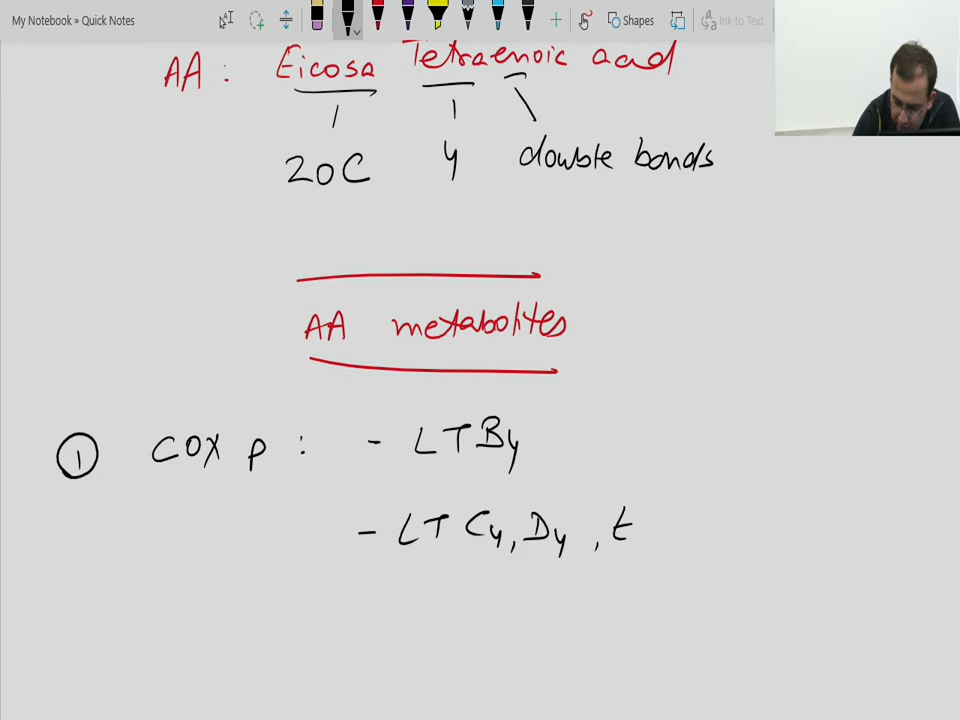 My Notebook » Quick Notes
Shapes
Ink to Text
AA : Eicosa Tetraenoic acid
20C 4 double bonds
AA metabolites
1 COX p : - LTB4
- LTC4, D4, E